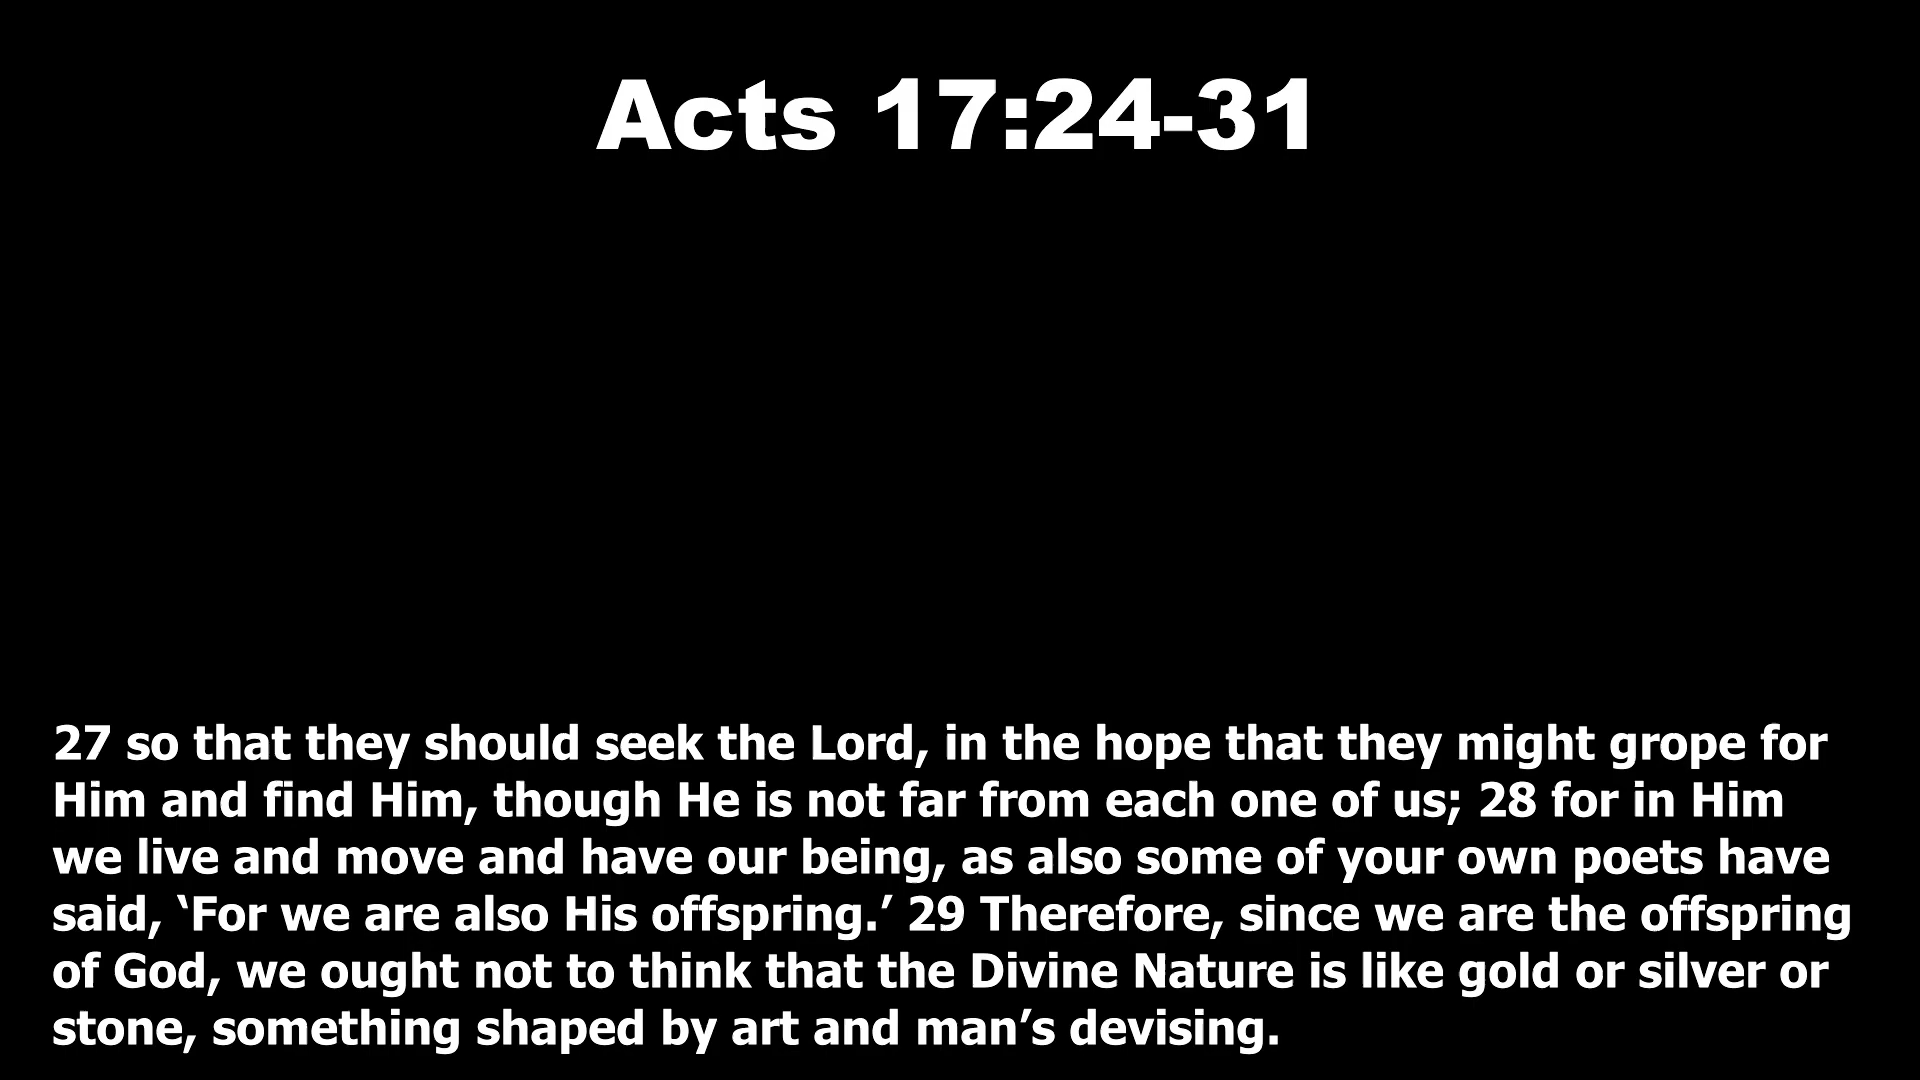 Acts 17:24-31
27 so that they should seek the Lord, in the hope that they might grope for
Him and find Him, though He is not far from each one of us; 28 for in Him
we live and move and have our being, as also some of your own poets have
said, ‘For we are also His offspring.’ 29 Therefore, since we are the offspring
of God, we ought not to think that the Divine Nature is like gold or silver or
stone, something shaped by art and man’s devising.